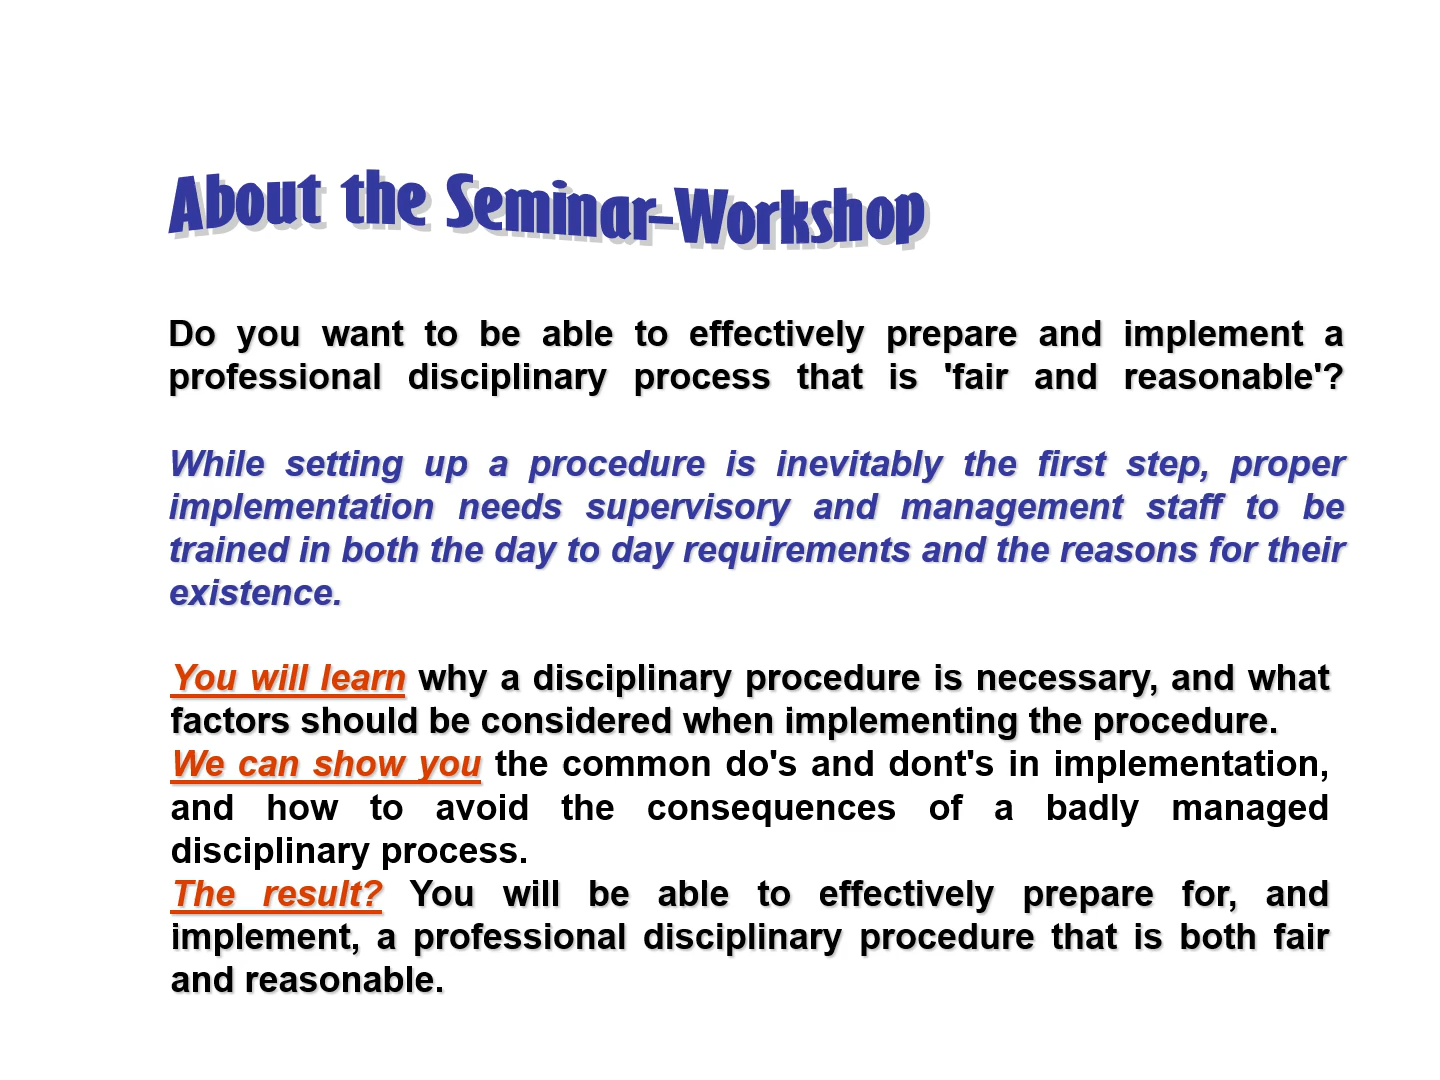 About the Seminar-Workshop
Do you want to be able to effectively prepare and implement a
professional disciplinary process that is 'fair and reasonable'?
While setting up a procedure is inevitably the first step, proper
implementation needs supervisory and management staff to be
trained in both the day to day requirements and the reasons for their
existence.
You will learn why a disciplinary procedure is necessary, and what
factors should be considered when implementing the procedure.
We can show you the common do's and dont's in implementation,
and how to avoid the consequences of a badly managed
disciplinary process.
The result? You will be able to effectively prepare for, and
implement, a professional disciplinary procedure that is both fair
and reasonable.